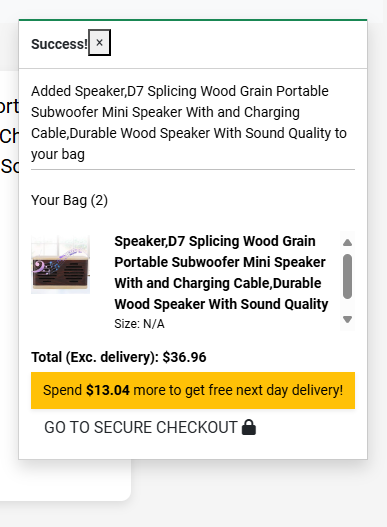 Success! ×
Added Speaker,D7 Splicing Wood Grain Portable
Subwoofer Mini Speaker With and Charging
Cable,Durable Wood Speaker With Sound Quality to
your bag
Your Bag (2)
Speaker,D7 Splicing Wood Grain
Portable Subwoofer Mini Speaker
With and Charging Cable,Durable
Wood Speaker With Sound Quality
Size: N/A
Total (Exc. delivery): $36.96
Spend $13.04 more to get free next day delivery!
GO TO SECURE CHECKOUT